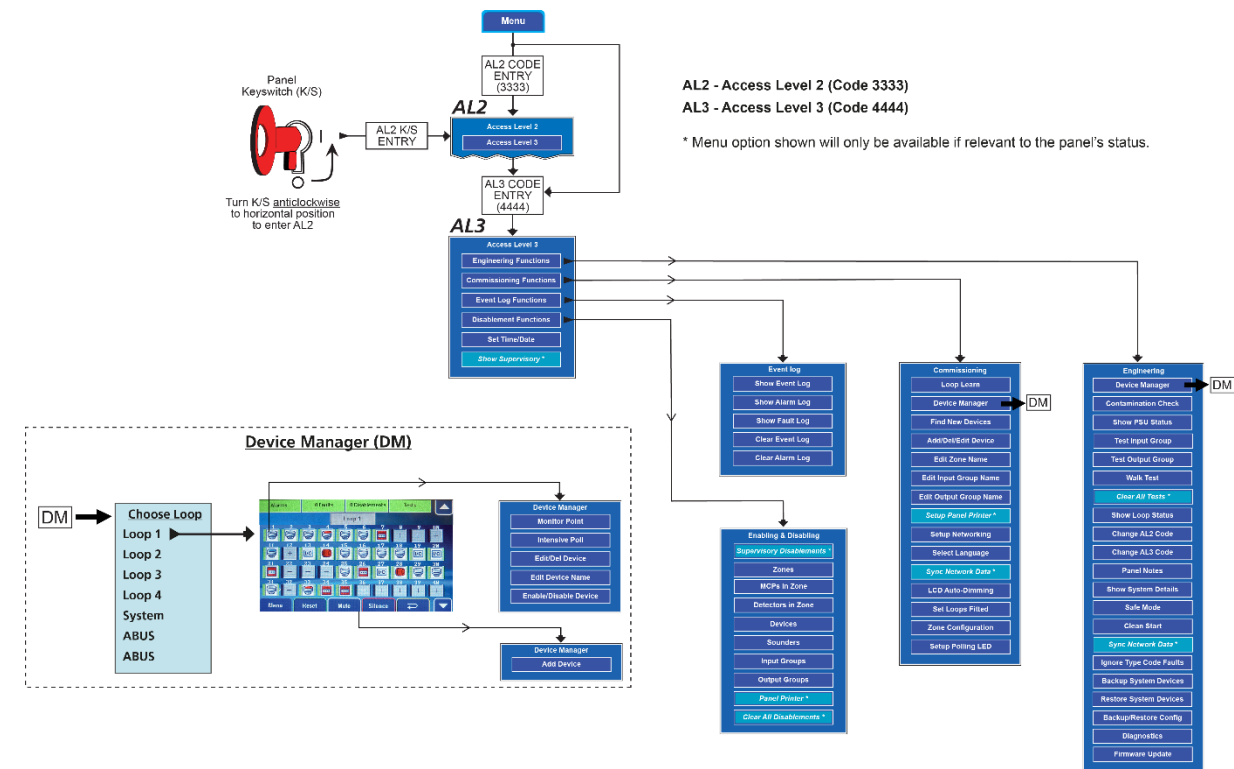 Menu
AL2 CODE
ENTRY
(3333)
AL2 - Access Level 2 (Code 3333)
AL3 - Access Level 3 (Code 4444)
* Menu option shown will only be available if relevant to the panel's status.
Panel
Keyswitch (K/S)
AL2 K/S
ENTRY
Turn K/S anticlockwise
to horizontal position
to enter AL2
AL2
Access Level 2
Access Level 3
AL3 CODE
ENTRY
(4444)
AL3
Access Level 3
Engineering Functions
Commissioning Functions
Event Log Functions
Disablement Functions
Set Time/Date
Show Supervisory *
Event log
Show Event Log
Show Alarm Log
Show Fault Log
Clear Event Log
Clear Alarm Log
Enabling & Disabling
Supervisory Disablements *
Zones
MCPs In Zone
Detectors in Zone
Devices
Sounders
Input Groups
Output Groups
Panel Printer *
Clear All Disablements *
Commissioning
Loop Learn
Device Manager
DM
Find New Devices
Add/Del/Edit Device
Edit Zone Name
Edit Input Group Name
Edit Output Group Name
Setup Panel Printer *
Setup Networking
Select Language
Sync Network Data *
LCD Auto-Dimming
Set Loops Fitted
Zone Configuration
Setup Polling LED
Engineering
Device Manager
DM
Contamination Check
Show PSU Status
Test Input Group
Test Output Group
Walk Test
Clear All Tests *
Show Loop Status
Change AL2 Code
Change AL3 Code
Panel Notes
Show System Details
Safe Mode
Clean Start
Sync Network Data *
Ignore Type Code Faults
Backup System Devices
Restore System Devices
Backup/Restore Config
Diagnostics
Firmware Update
Device Manager (DM)
DM
Choose Loop
Loop 1
Loop 2
Loop 3
Loop 4
System
ABUS
ABUS
Loop 1
Menu
Reset
Mute
Silence
Device Manager
Monitor Point
Intensive Poll
Edit/Del Device
Edit Device Name
Enable/Disable Device
Device Manager
Add Device